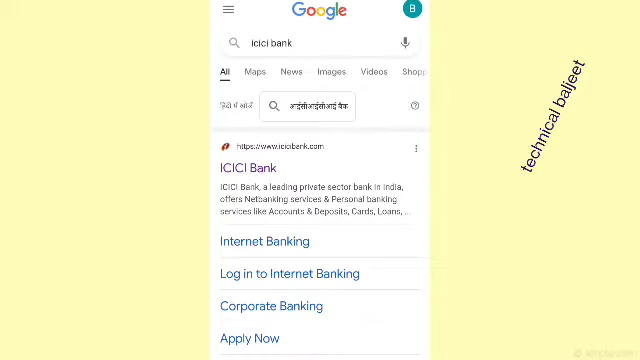 Google
B
icici bank
All Maps News Images Videos Shopp
हिंदी में खोजें आईसीआईसीआई बैंक
https://www.icicibank.com
ICICI Bank
ICICI Bank, a leading private sector bank in India,
offers Netbanking services & Personal banking
services like Accounts & Deposits, Cards, Loans, ...
Internet Banking
Log in to Internet Banking
Corporate Banking
Apply Now
technical baljeet